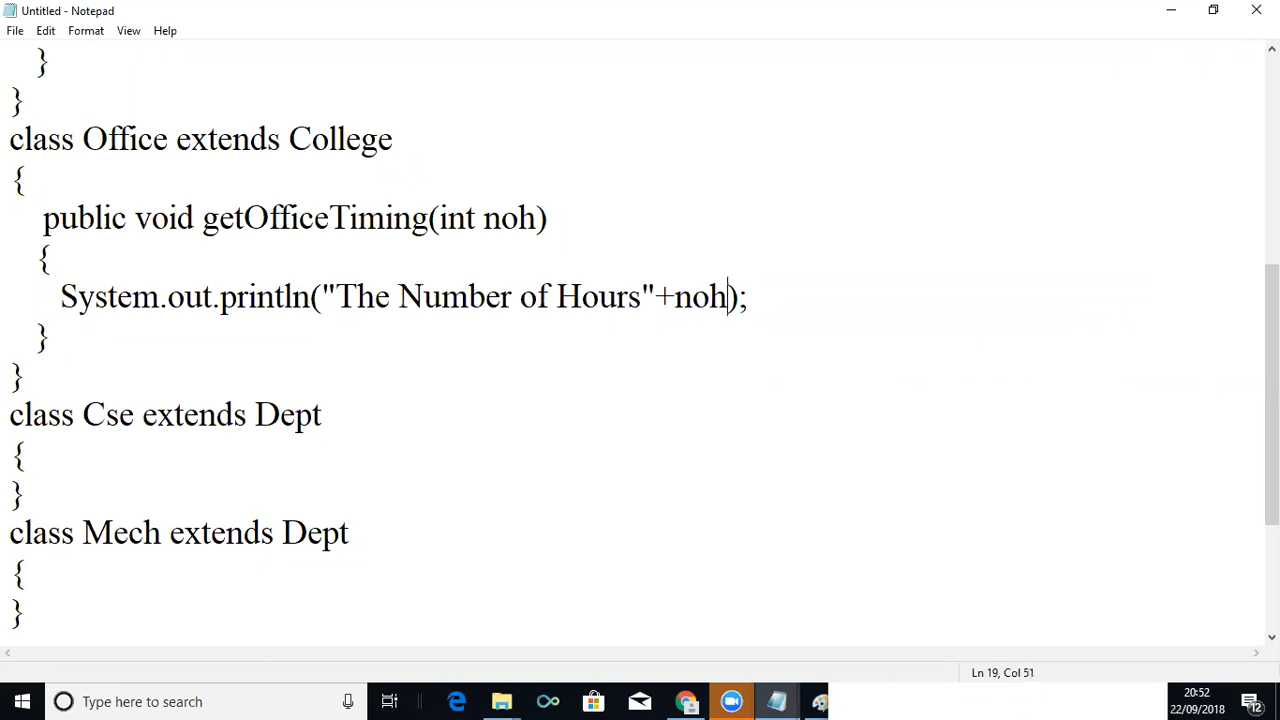 Untitled - Notepad
File Edit Format View Help
}
}
class Office extends College
{
public void getOfficeTiming(int noh)
{
System.out.println("The Number of Hours"+noh);
}
}
class Cse extends Dept
{
}
class Mech extends Dept
{
}
Ln 19, Col 51
Type here to search
20:52
22/09/2018
12